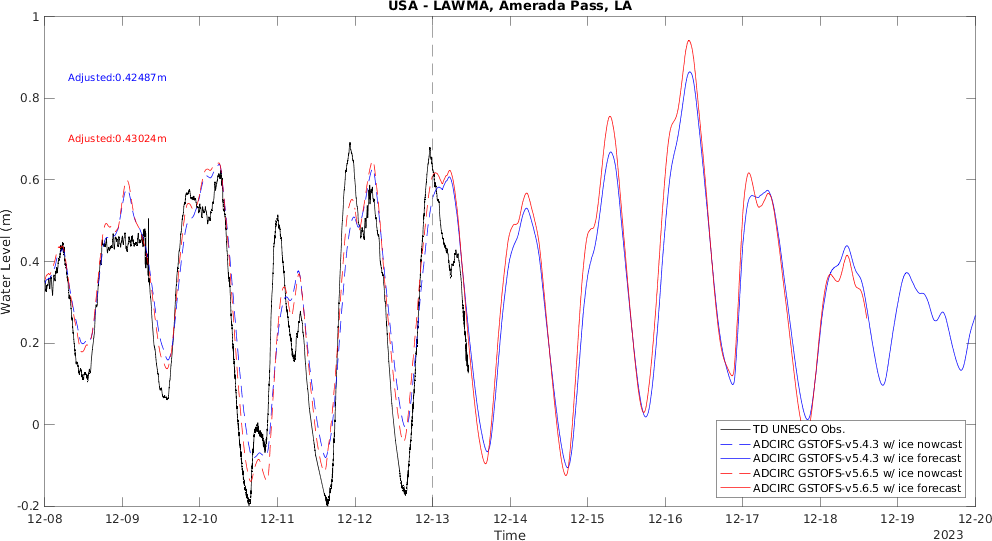 USA - LAWMA, Amerada Pass, LA
1
0.8
0.6
0.4
0.2
0
-0.2
Water Level (m)
Adjusted:0.42487m
Adjusted:0.43024m
TD UNESCO Obs.
ADCIRC GSTOFS-v5.4.3 w/ ice nowcast
ADCIRC GSTOFS-v5.4.3 w/ ice forecast
ADCIRC GSTOFS-v5.6.5 w/ ice nowcast
ADCIRC GSTOFS-v5.6.5 w/ ice forecast
12-08 12-09 12-10 12-11 12-12 12-13 12-14 12-15 12-16 12-17 12-18 12-19 12-20
Time
2023